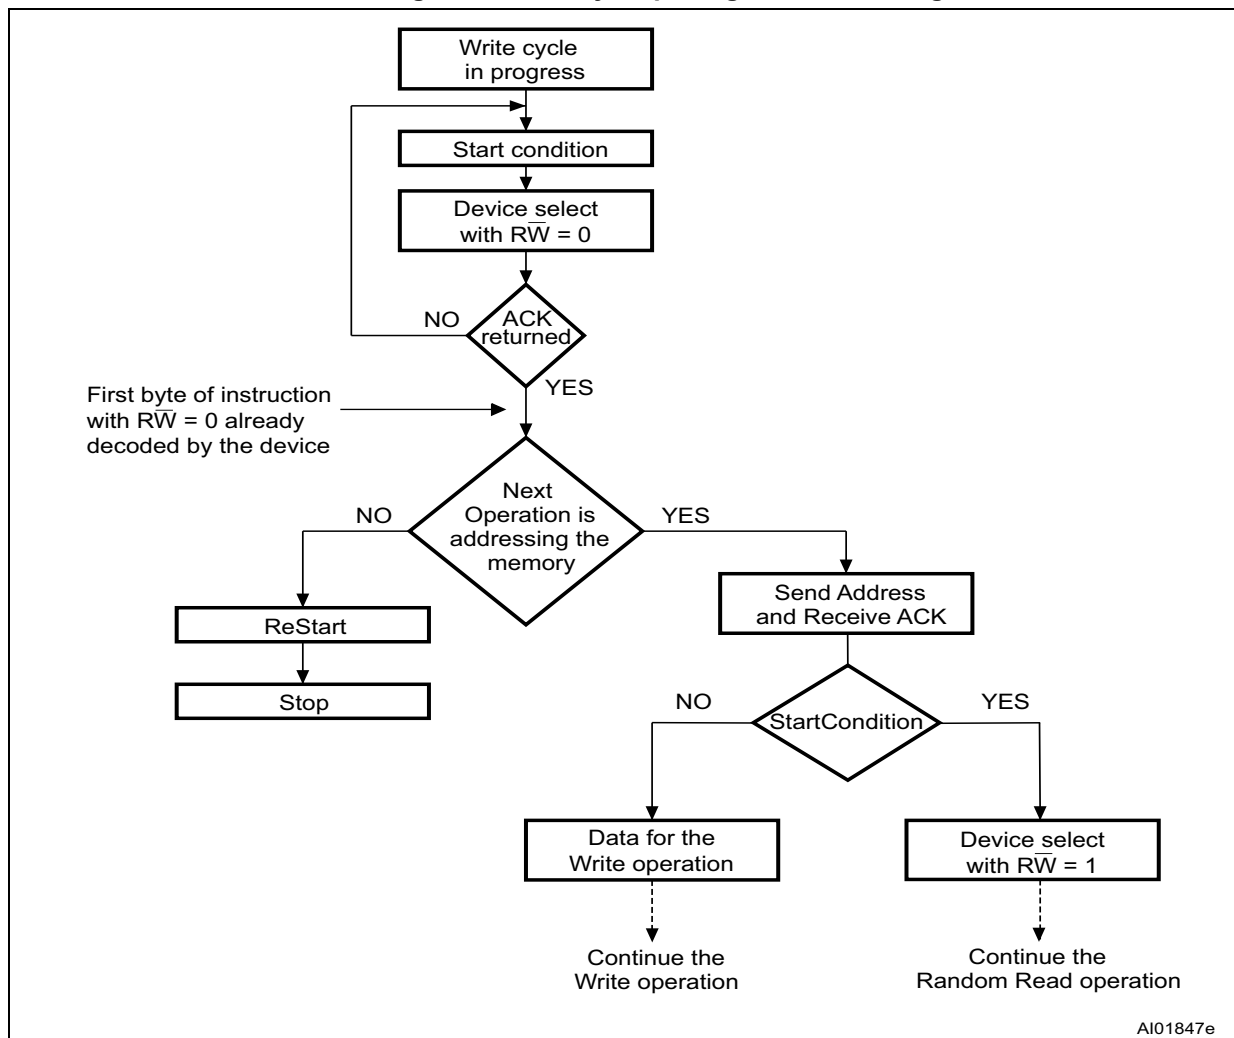 Write cycle
in progress
Start condition
Device select
with RW̅ = 0
ACK
returned
NO
YES
First byte of instruction
with RW̅ = 0 already
decoded by the device
Next
Operation is
addressing the
memory
NO
YES
ReStart
Stop
Send Address
and Receive ACK
StartCondition
NO
YES
Data for the
Write operation
Device select
with RW̅ = 1
Continue the
Write operation
Continue the
Random Read operation
AI01847e